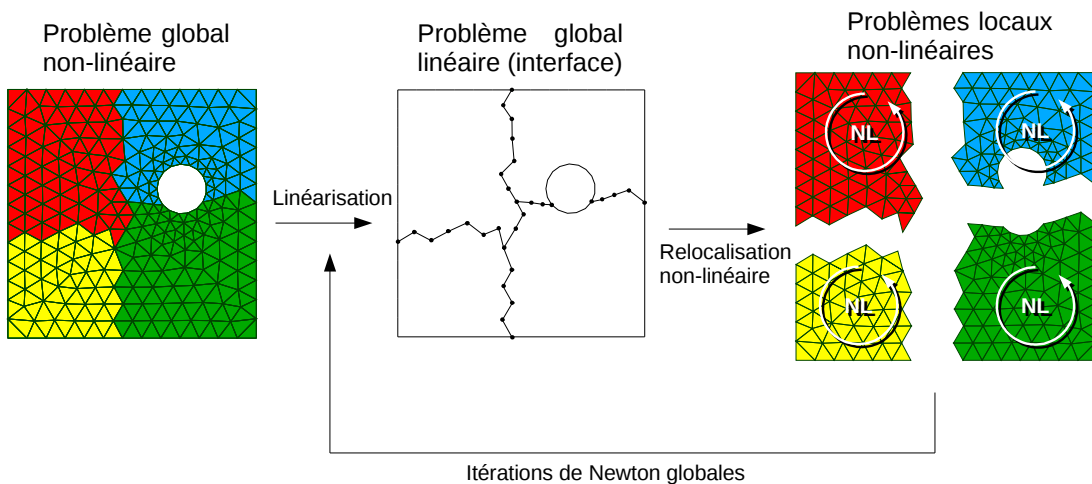 Problème global
non-linéaire
Problème global
linéaire (interface)
Problèmes locaux
non-linéaires
Linéarisation
Relocalisation
non-linéaire
NL
NL
NL
NL
Itérations de Newton globales